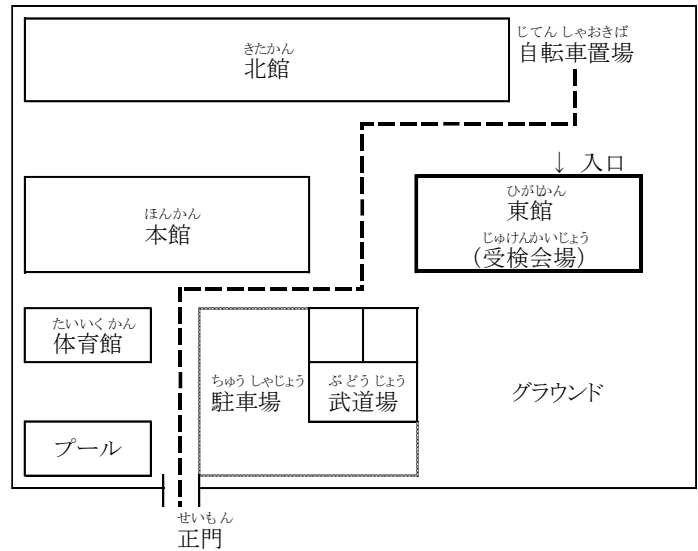 きたかん
北館
じてんしゃおきば
自転車置場
↓ 入口
ほんかん
本館
ひがしかん
東館
じゅけんかいじょう
(受検会場)
たいいくかん
体育館
ちゅうしゃじょう
駐車場
ぶどうじょう
武道場
グラウンド
プール
せいもん
正門